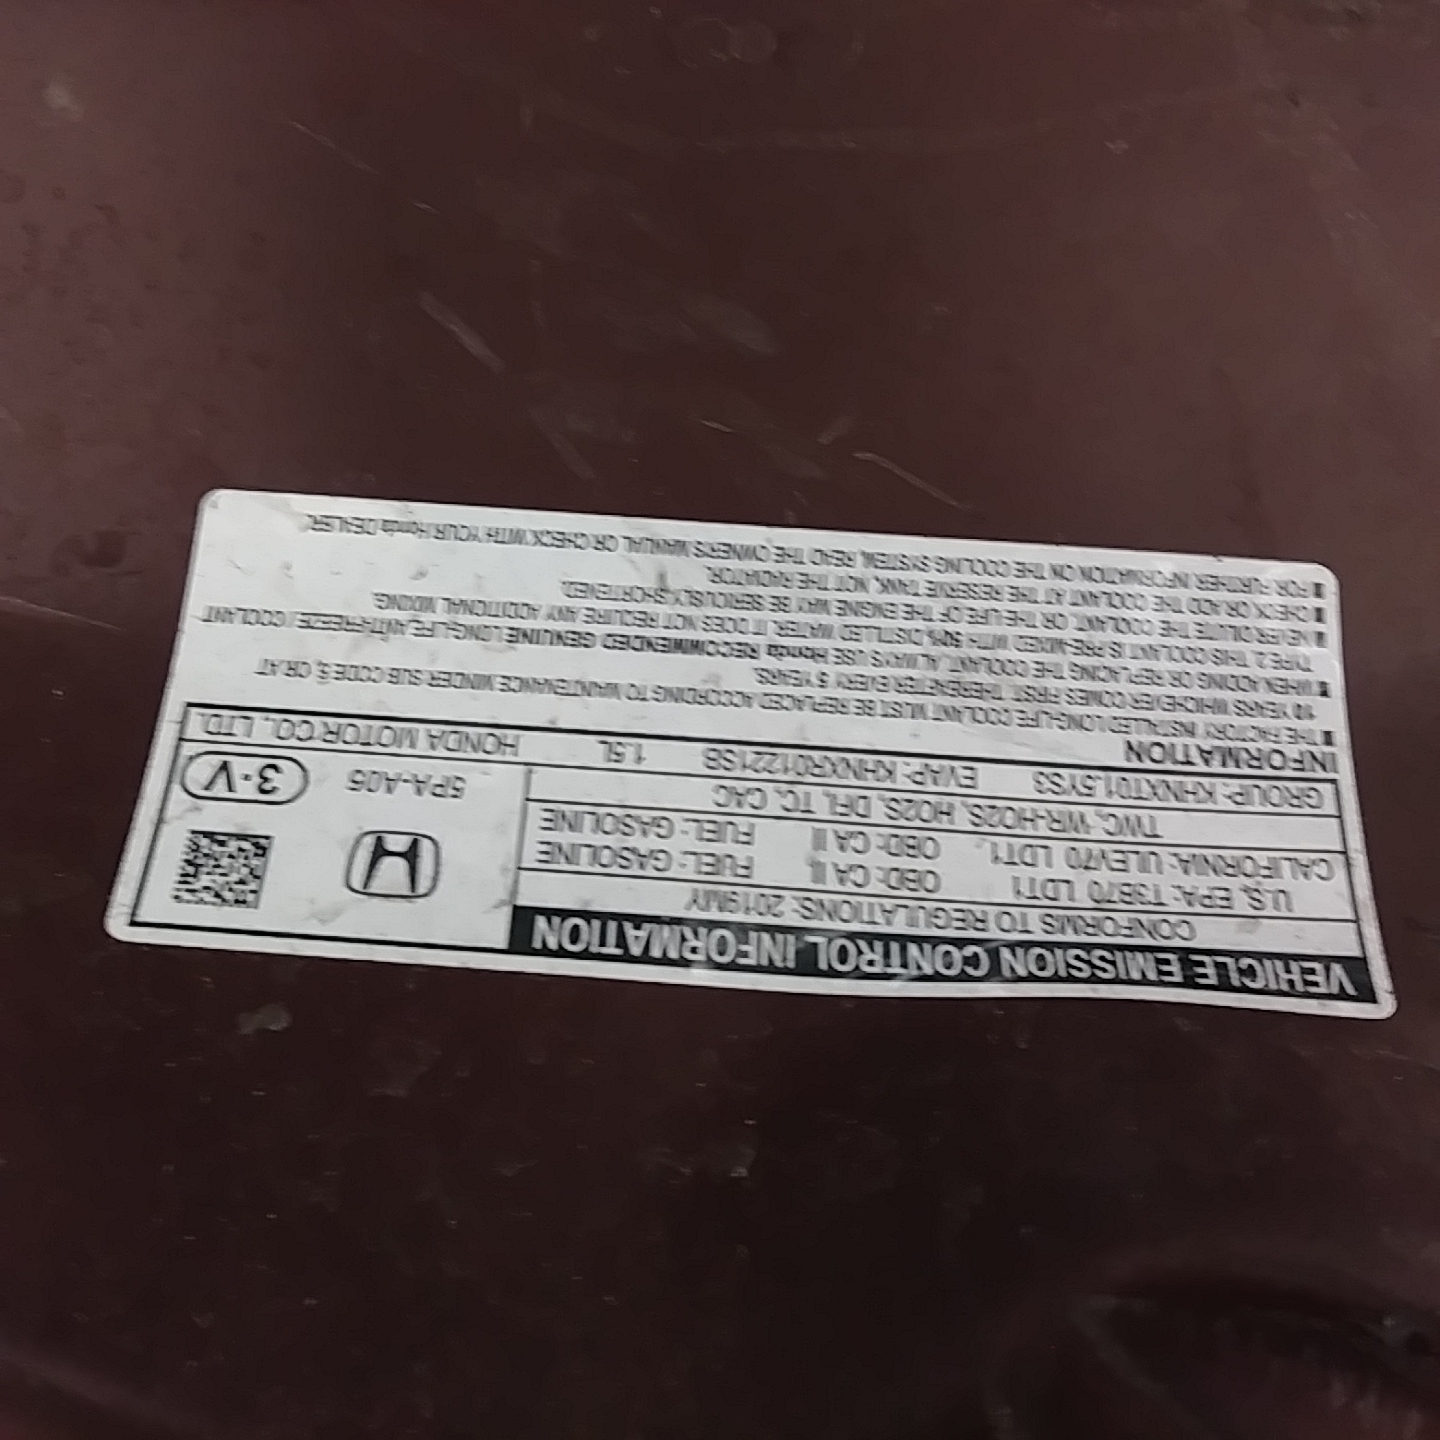 VEHICLE EMISSION CONTROL INFORMATION
CONFORMS TO REGULATIONS: 2019MY
U.S. EPA: T3B70 LDT1 OBD: CA II FUEL: GASOLINE
CALIFORNIA: ULEV70 LDT1 OBD: CA II FUEL: GASOLINE
TWC, WR-HO2S, HO2S, DFI, TC, CAC
5PA-A05 3-V
GROUP: KHNXT01.5YS3 EVAP: KHNXR01221SB 1.5L HONDA MOTOR CO., LTD.
INFORMATION
■ THE FACTORY INSTALLED LONG-LIFE COOLANT MUST BE REPLACED ACCORDING TO MAINTENANCE MINDER SUB CODE 5, OR AT
10 YEARS WHICHEVER COMES FIRST. THEREAFTER EVERY 5 YEARS.
■ WHEN ADDING OR REPLACING THE COOLANT, ALWAYS USE Honda RECOMMENDED GENUINE LONG-LIFE ANTI-FREEZE / COOLANT
TYPE 2. THIS COOLANT IS PRE-MIXED WITH 50% DISTILLED WATER. IT DOES NOT REQUIRE ANY ADDITIONAL MIXING.
■ NEVER DILUTE THE COOLANT, OR THE LIFE OF THE ENGINE MAY BE SERIOUSLY SHORTENED.
■ CHECK OR ADD THE COOLANT AT THE RESERVE TANK, NOT THE RADIATOR.
■ FOR FURTHER INFORMATION ON THE COOLING SYSTEM, READ THE OWNER'S MANUAL OR CHECK WITH YOUR Honda DEALER.